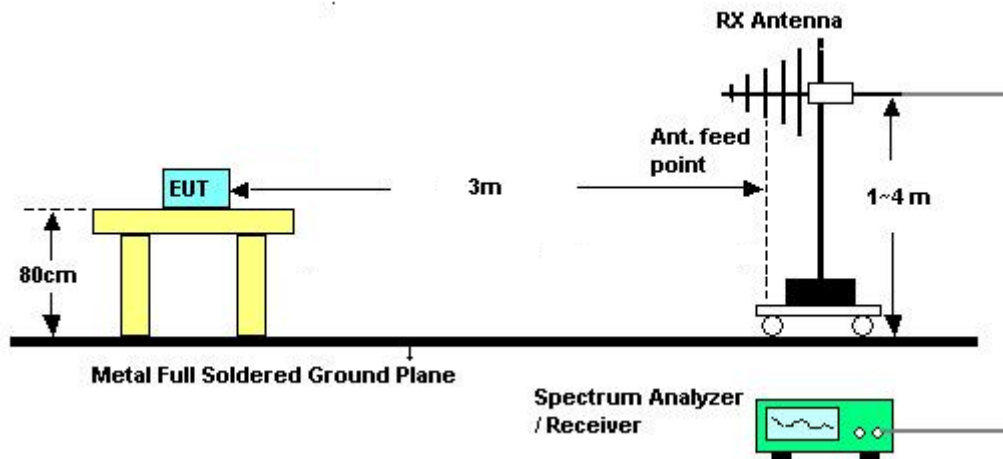 RX Antenna
Ant. feed
point
EUT
3m
1~4 m
80cm
Metal Full Soldered Ground Plane
Spectrum Analyzer
/ Receiver